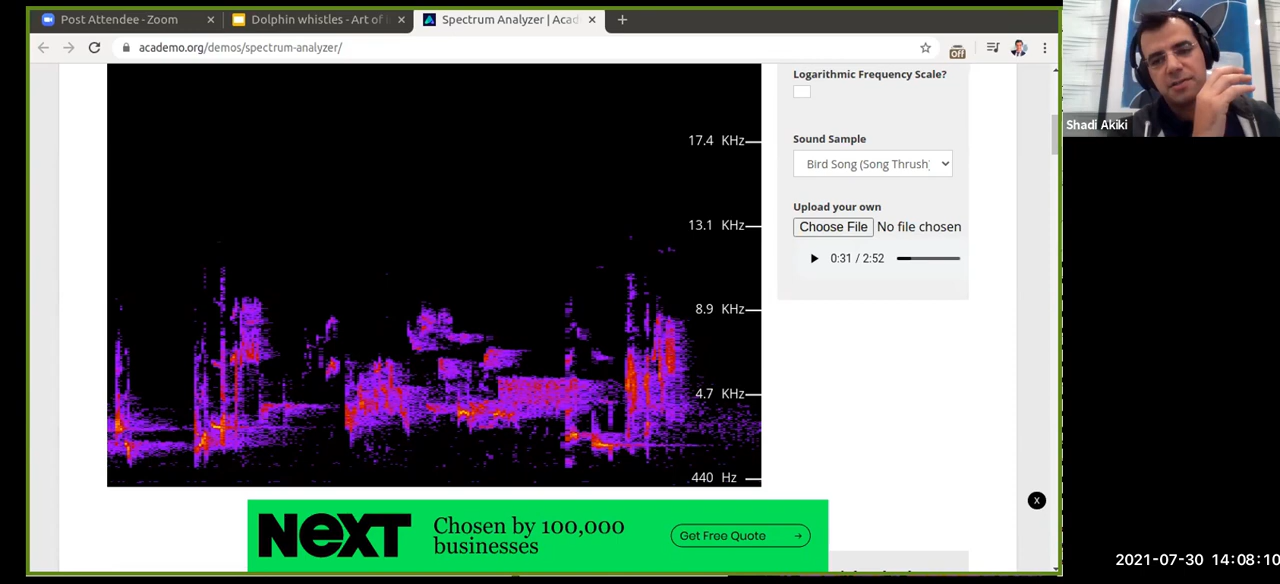 Post Attendee - Zoom
Dolphin whistles - Art of
Spectrum Analyzer | Acad
academo.org/demos/spectrum-analyzer/
Off
Shadi Akiki
Logarithmic Frequency Scale?
17.4 KHz
Sound Sample
Bird Song (Song Thrush)
Upload your own
13.1 KHz
Choose File No file chosen
0:31 / 2:52
8.9 KHz
4.7 KHz
440 Hz
X
NEXT
Chosen by 100,000
businesses
Get Free Quote →
2021-07-30 14:08:10